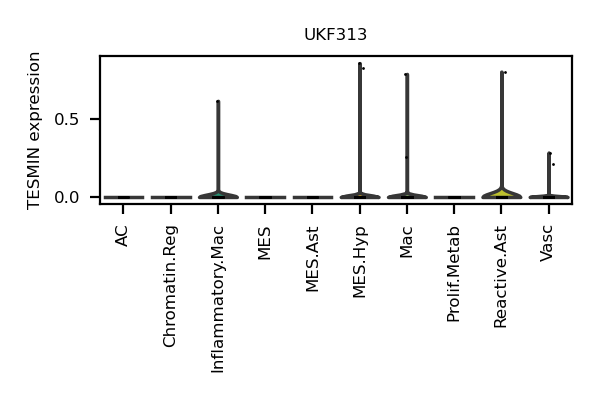 UKF313
TESMIN expression
0.5
0.0
AC
Chromatin.Reg
Inflammatory.Mac
MES
MES.Ast
MES.Hyp
Mac
Prolif.Metab
Reactive.Ast
Vasc